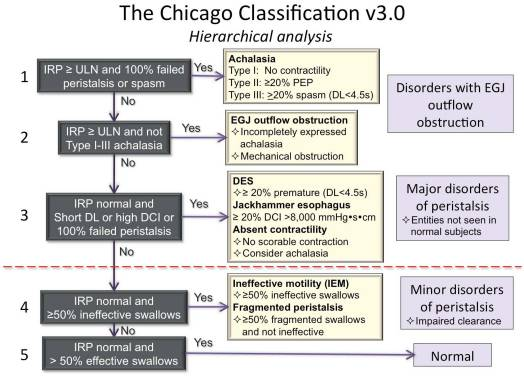 The Chicago Classification v3.0
Hierarchical analysis
1
IRP ≥ ULN and 100% failed
peristalsis or spasm
Yes
Achalasia
Type I: No contractility
Type II: ≥20% PEP
Type III: ≥20% spasm (DL<4.5s)
Disorders with EGJ
outflow
obstruction
No
2
IRP ≥ ULN and not
Type I-III achalasia
Yes
EGJ outflow obstruction
✧Incompletely expressed
achalasia
✧Mechanical obstruction
No
3
IRP normal and
Short DL or high DCI or
100% failed peristalsis
Yes
DES
✧≥ 20% premature (DL<4.5s)
Jackhammer esophagus
≥ 20% DCI >8,000 mmHg•s•cm
Absent contractility
✧No scorable contraction
✧Consider achalasia
Major disorders
of peristalsis
✧Entities not seen in
normal subjects
No
4
IRP normal and
≥50% ineffective swallows
Yes
Ineffective motility (IEM)
✧≥50% ineffective swallows
Fragmented peristalsis
✧≥50% fragmented swallows
and not ineffective
Minor disorders
of peristalsis
✧Impaired clearance
No
5
IRP normal and
> 50% effective swallows
Yes
Normal